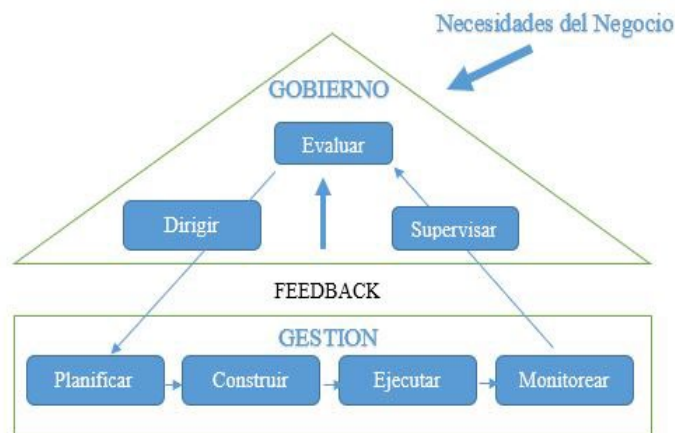 Necesidades del Negocio
GOBIERNO
Evaluar
Dirigir
Supervisar
FEEDBACK
GESTION
Planificar
Construir
Ejecutar
Monitorear